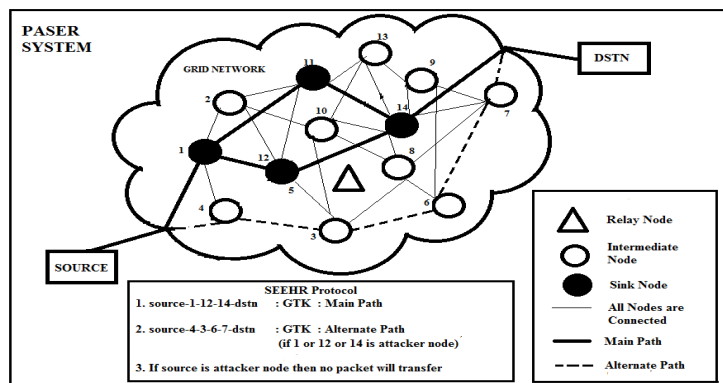 PASER
SYSTEM
GRID NETWORK
13
11
9
DSTN
2
10
14
7
1
12
8
5
4
6
3
SOURCE
SEEHR Protocol
1. source-1-12-14-dstn : GTK : Main Path
2. source-4-3-6-7-dstn : GTK : Alternate Path
(if 1 or 12 or 14 is attacker node)
3. If source is attacker node then no packet will transfer
Relay Node
Intermediate
Node
Sink Node
All Nodes are
Connected
Main Path
Alternate Path